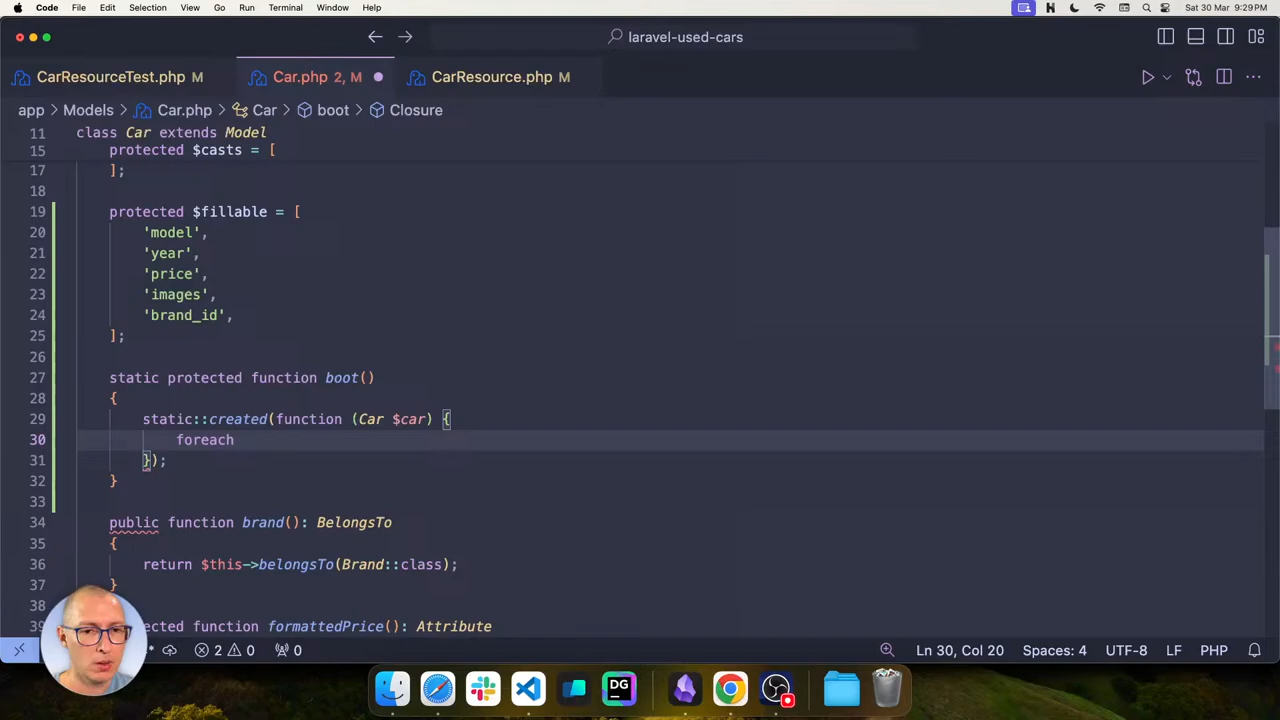 Code File Edit Selection View Go Run Terminal Window Help Sat 30 Mar 9:29 PM
laravel-used-cars
CarResourceTest.php M Car.php 2, M CarResource.php M
app > Models > Car.php > Car > boot > Closure
11 class Car extends Model
15 protected $casts = [
17 ];
18
19 protected $fillable = [
20 'model',
21 'year',
22 'price',
23 'images',
24 'brand_id',
25 ];
26
27 static protected function boot()
28 {
29 static::created(function (Car $car) {
30 foreach
31 });
32 }
33
34 public function brand(): BelongsTo
35 {
36 return $this->belongsTo(Brand::class);
37 }
38
39 ected function formattedPrice(): Attribute
2 0 0 Ln 30, Col 20 Spaces: 4 UTF-8 LF PHP
DG